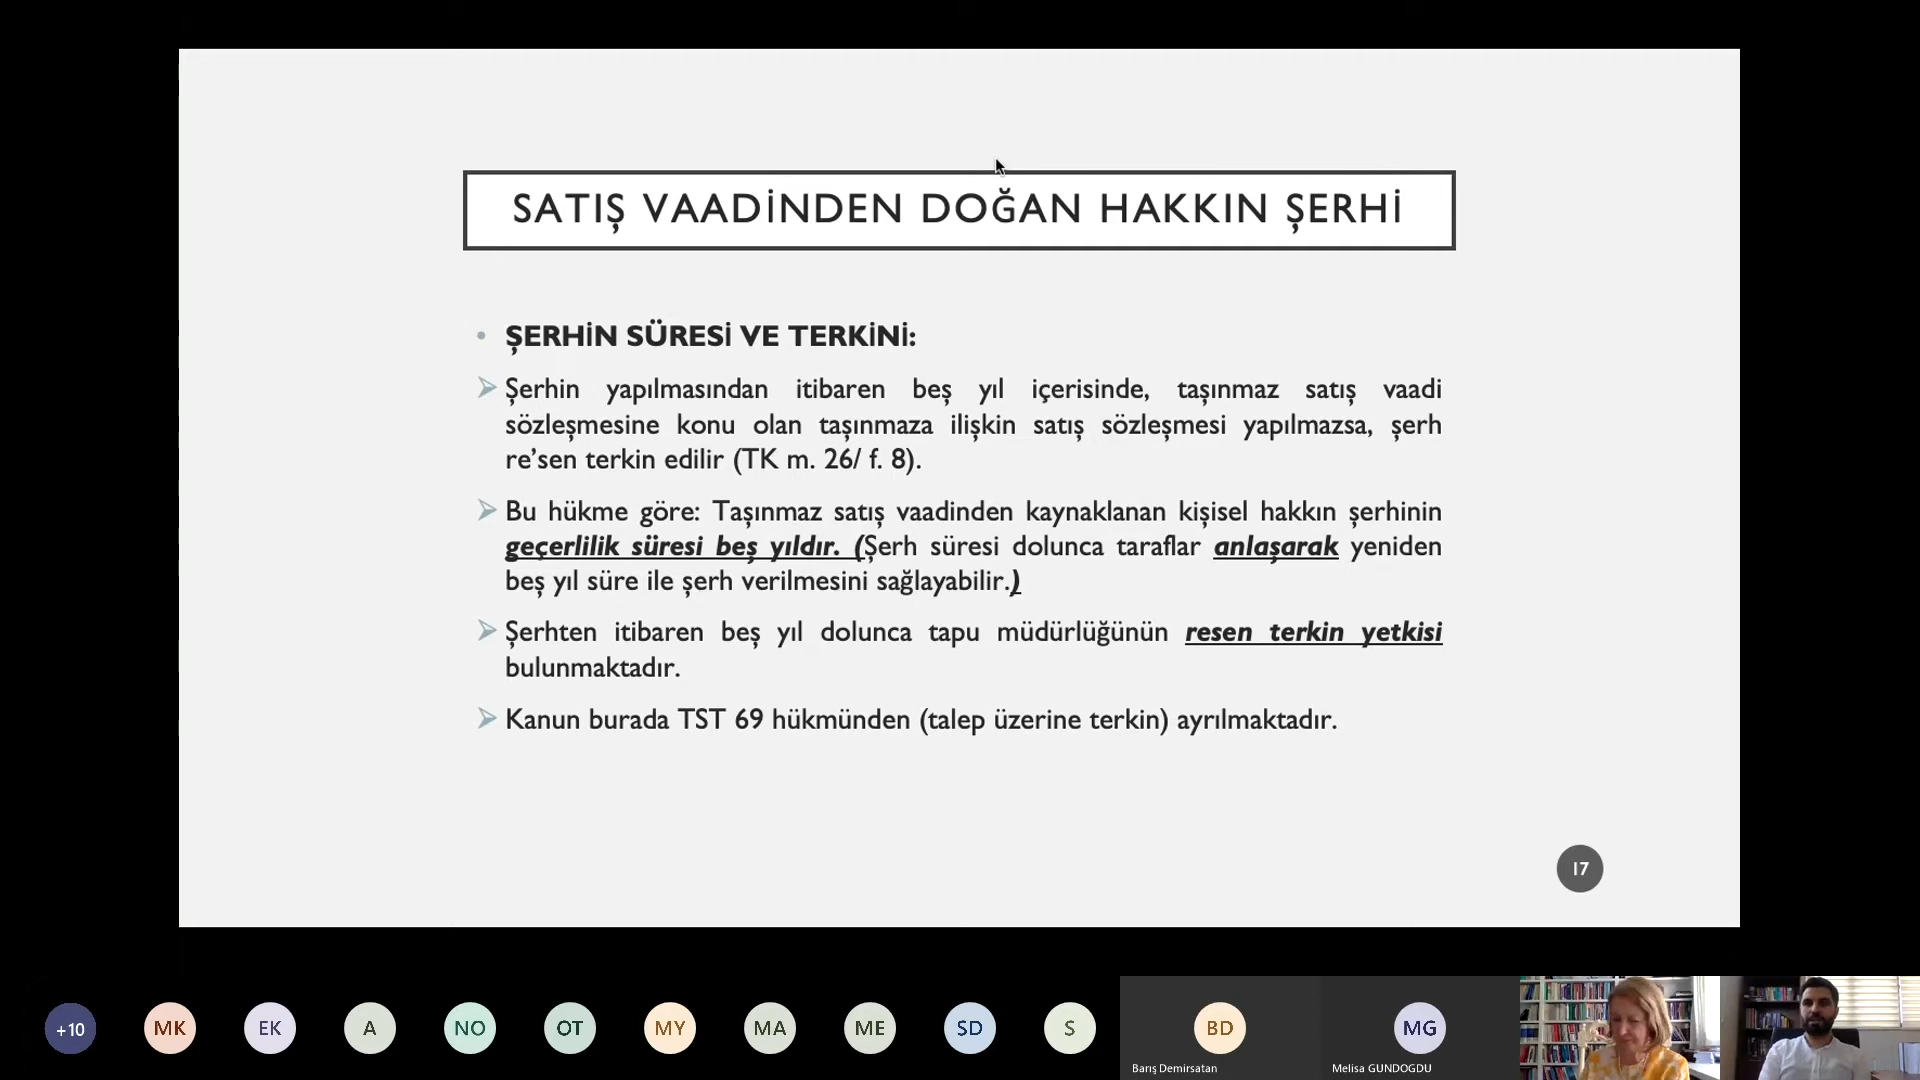 SATIŞ VAADİNDEN DOĞAN HAKKIN ŞERHİ
• ŞERHİN SÜRESİ VE TERKİNİ:
Şerhin yapılmasından itibaren beş yıl içerisinde, taşınmaz satış vaadi
sözleşmesine konu olan taşınmaza ilişkin satış sözleşmesi yapılmazsa, şerh
re’sen terkin edilir (TK m. 26/ f. 8).
Bu hükme göre: Taşınmaz satış vaadinden kaynaklanan kişisel hakkın şerhinin
geçerlilik süresi beş yıldır. (Şerh süresi dolunca taraflar anlaşarak yeniden
beş yıl süre ile şerh verilmesini sağlayabilir.)
Şerhten itibaren beş yıl dolunca tapu müdürlüğünün resen terkin yetkisi
bulunmaktadır.
Kanun burada TST 69 hükmünden (talep üzerine terkin) ayrılmaktadır.
17
+10 MK EK A NO OT MY MA ME SD S BD MG
Barış Demirsatan Melisa GUNDOGDU